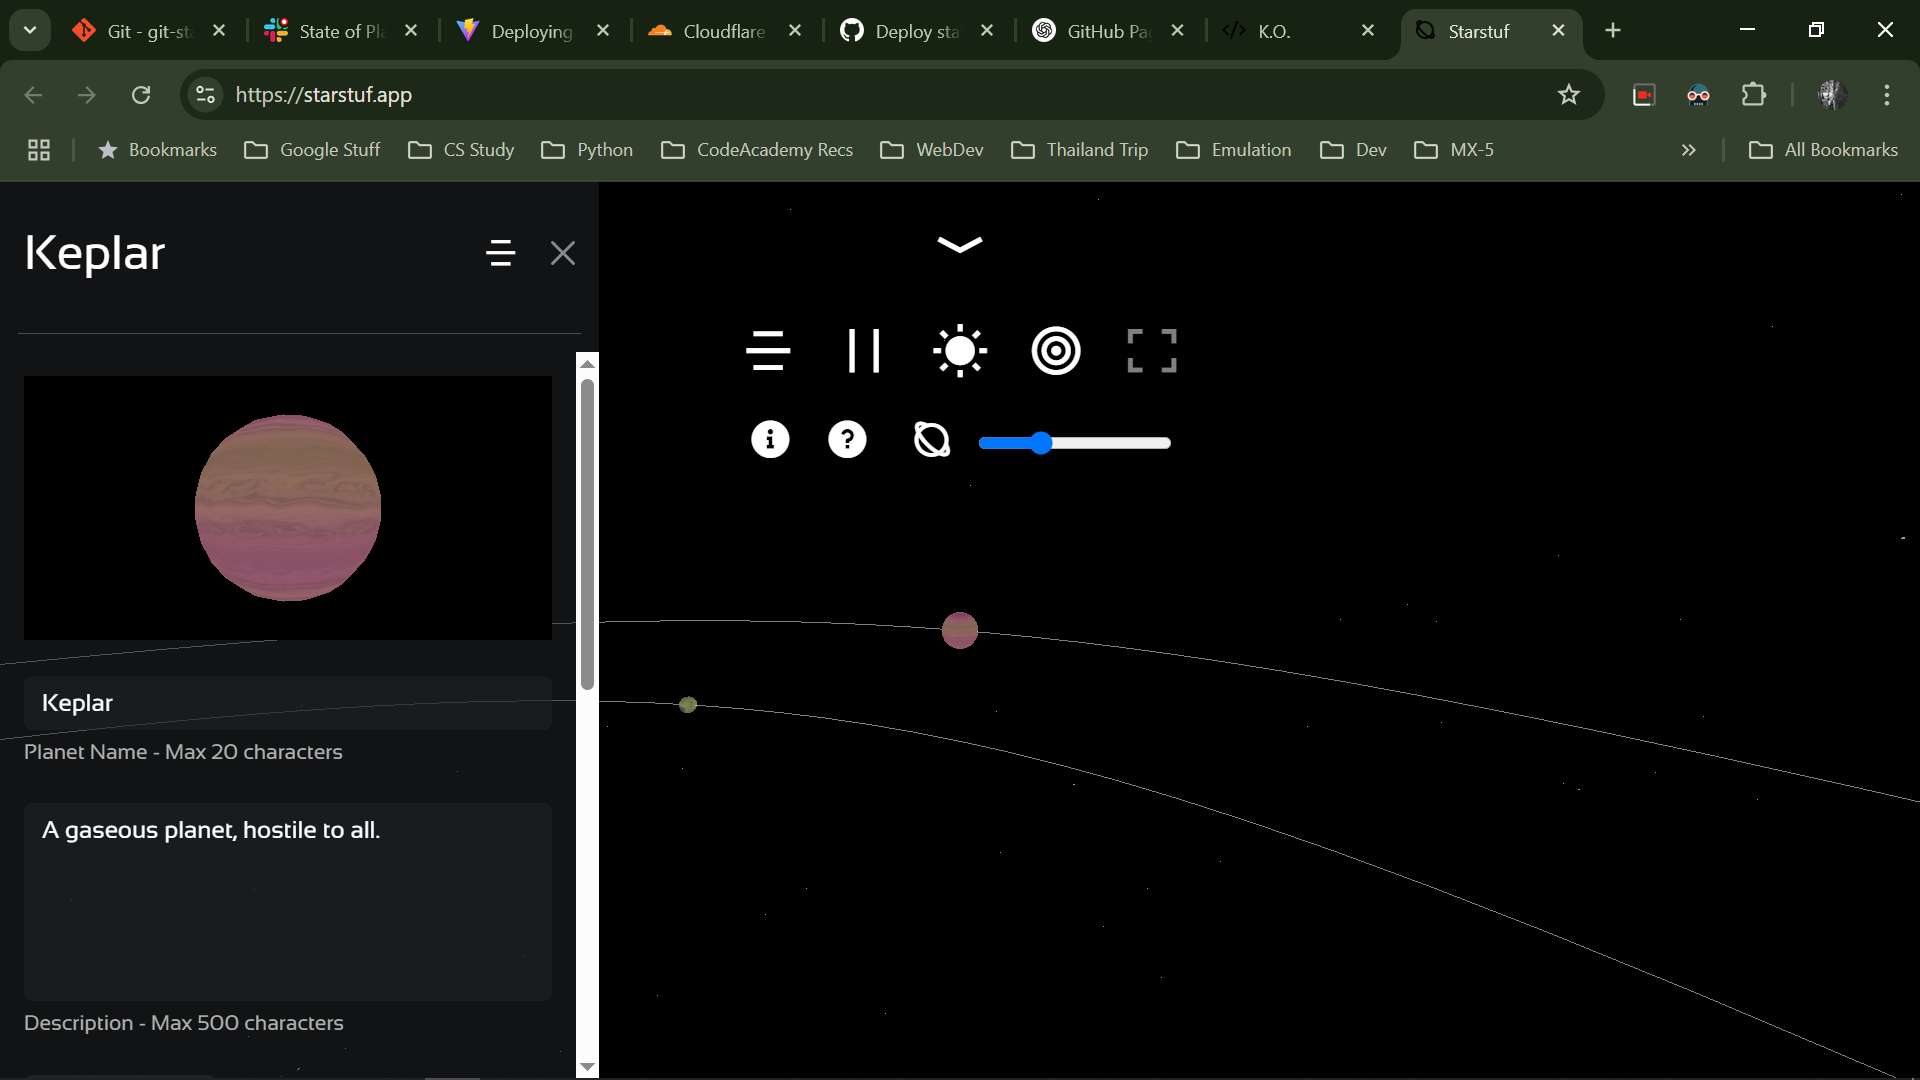 Git - git-sta
State of Pla
Deploying
Cloudflare
Deploy sta
GitHub Pa
K.O.
Starstuf
https://starstuf.app
Bookmarks
Google Stuff
CS Study
Python
CodeAcademy Recs
WebDev
Thailand Trip
Emulation
Dev
MX-5
All Bookmarks
Keplar
Keplar
Planet Name - Max 20 characters
A gaseous planet, hostile to all.
Description - Max 500 characters